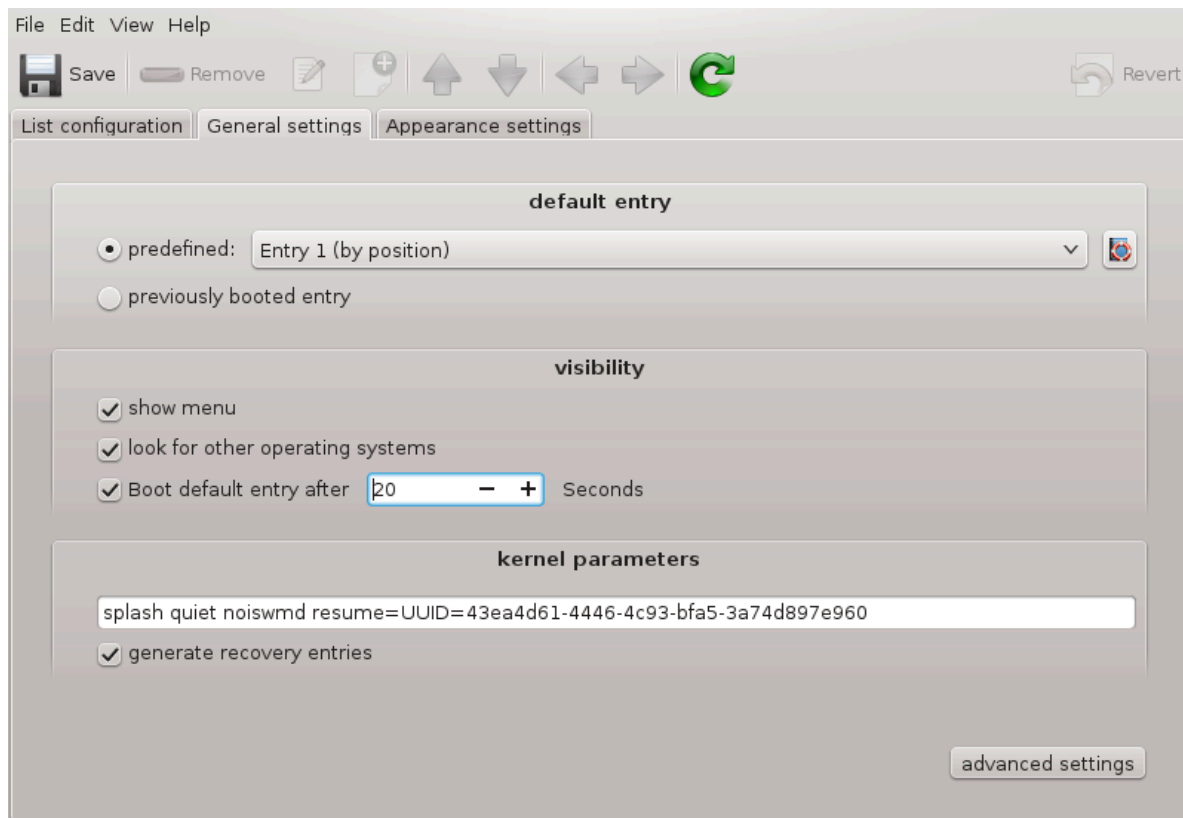 File Edit View Help
Save Remove Revert
List configuration General settings Appearance settings
default entry
predefined: Entry 1 (by position)
previously booted entry
visibility
show menu
look for other operating systems
Boot default entry after 20 Seconds
kernel parameters
splash quiet noiswmd resume=UUID=43ea4d61-4446-4c93-bfa5-3a74d897e960
generate recovery entries
advanced settings